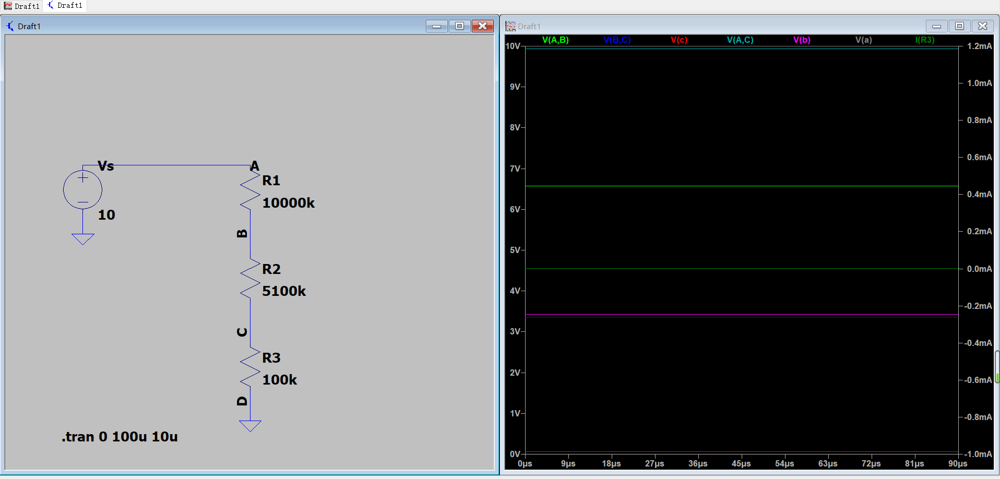 Draft1 Draft1
Draft1
Vs
10
A
R1
10000k
B
R2
5100k
C
R3
100k
D
.tran 0 100u 10u
Draft1
V(A,B) V(B,C) V(c) V(A,C) V(b) V(a) I(R3)
10V 1.2mA
9V 1.0mA
8V 0.8mA
7V 0.6mA
6V 0.4mA
5V 0.2mA
4V 0.0mA
3V -0.2mA
2V -0.4mA
1V -0.6mA
0V -0.8mA
-1.0mA
0µs 9µs 18µs 27µs 36µs 45µs 54µs 63µs 72µs 81µs 90µs